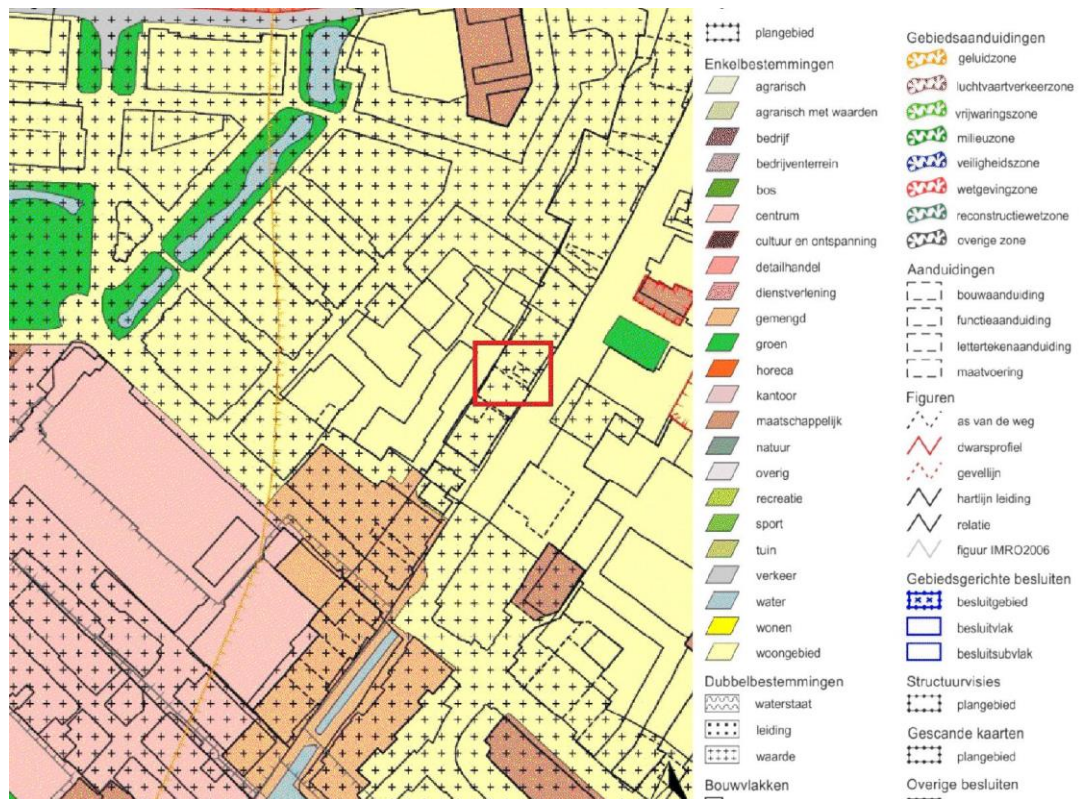 plangebied
Enkelbestemmingen
agrarisch
agrarisch met waarden
bedrijf
bedrijventerrein
bos
centrum
cultuur en ontspanning
detailhandel
dienstverlening
gemengd
groen
horeca
kantoor
maatschappelijk
natuur
overig
recreatie
sport
tuin
verkeer
water
wonen
woongebied
Dubbelbestemmingen
waterstaat
leiding
waarde
Bouwvlakken
Gebiedsaanduidingen
geluidzone
luchtvaartverkeerzone
vrijwaringszone
milieuzone
veiligheidszone
wetgevingzone
reconstructiewetzone
overige zone
Aanduidingen
bouwaanduiding
functieaanduiding
lettertekenaanduiding
maatvoering
Figuren
as van de weg
dwarsprofiel
gevellijn
hartlijn leiding
relatie
figuur IMRO2006
Gebiedsgerichte besluiten
besluitgebied
besluitvlak
besluitsubvlak
Structuurvisies
plangebied
Gescande kaarten
plangebied
Overige besluiten